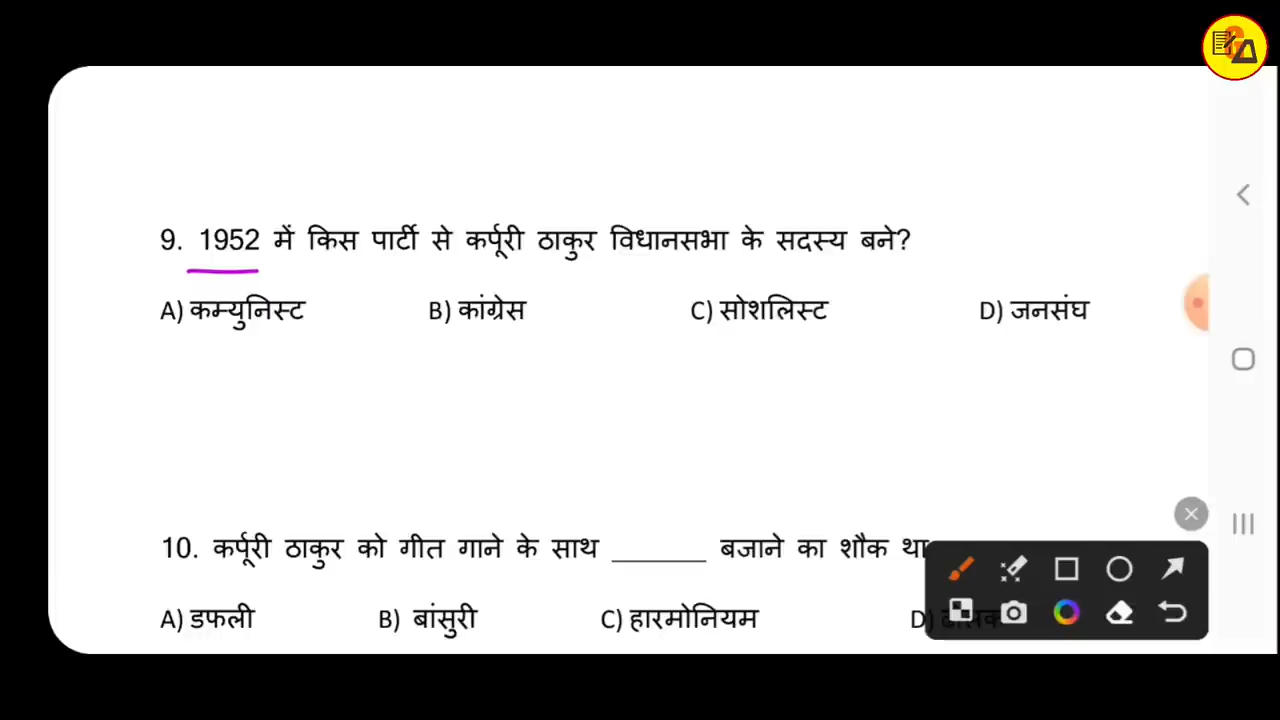 9. 1952 में किस पार्टी से कर्पूरी ठाकुर विधानसभा के सदस्य बने?
A) कम्युनिस्ट B) कांग्रेस C) सोशलिस्ट D) जनसंघ
10. कर्पूरी ठाकुर को गीत गाने के साथ _______ बजाने का शौक था
A) डफली B) बांसुरी C) हारमोनियम D)